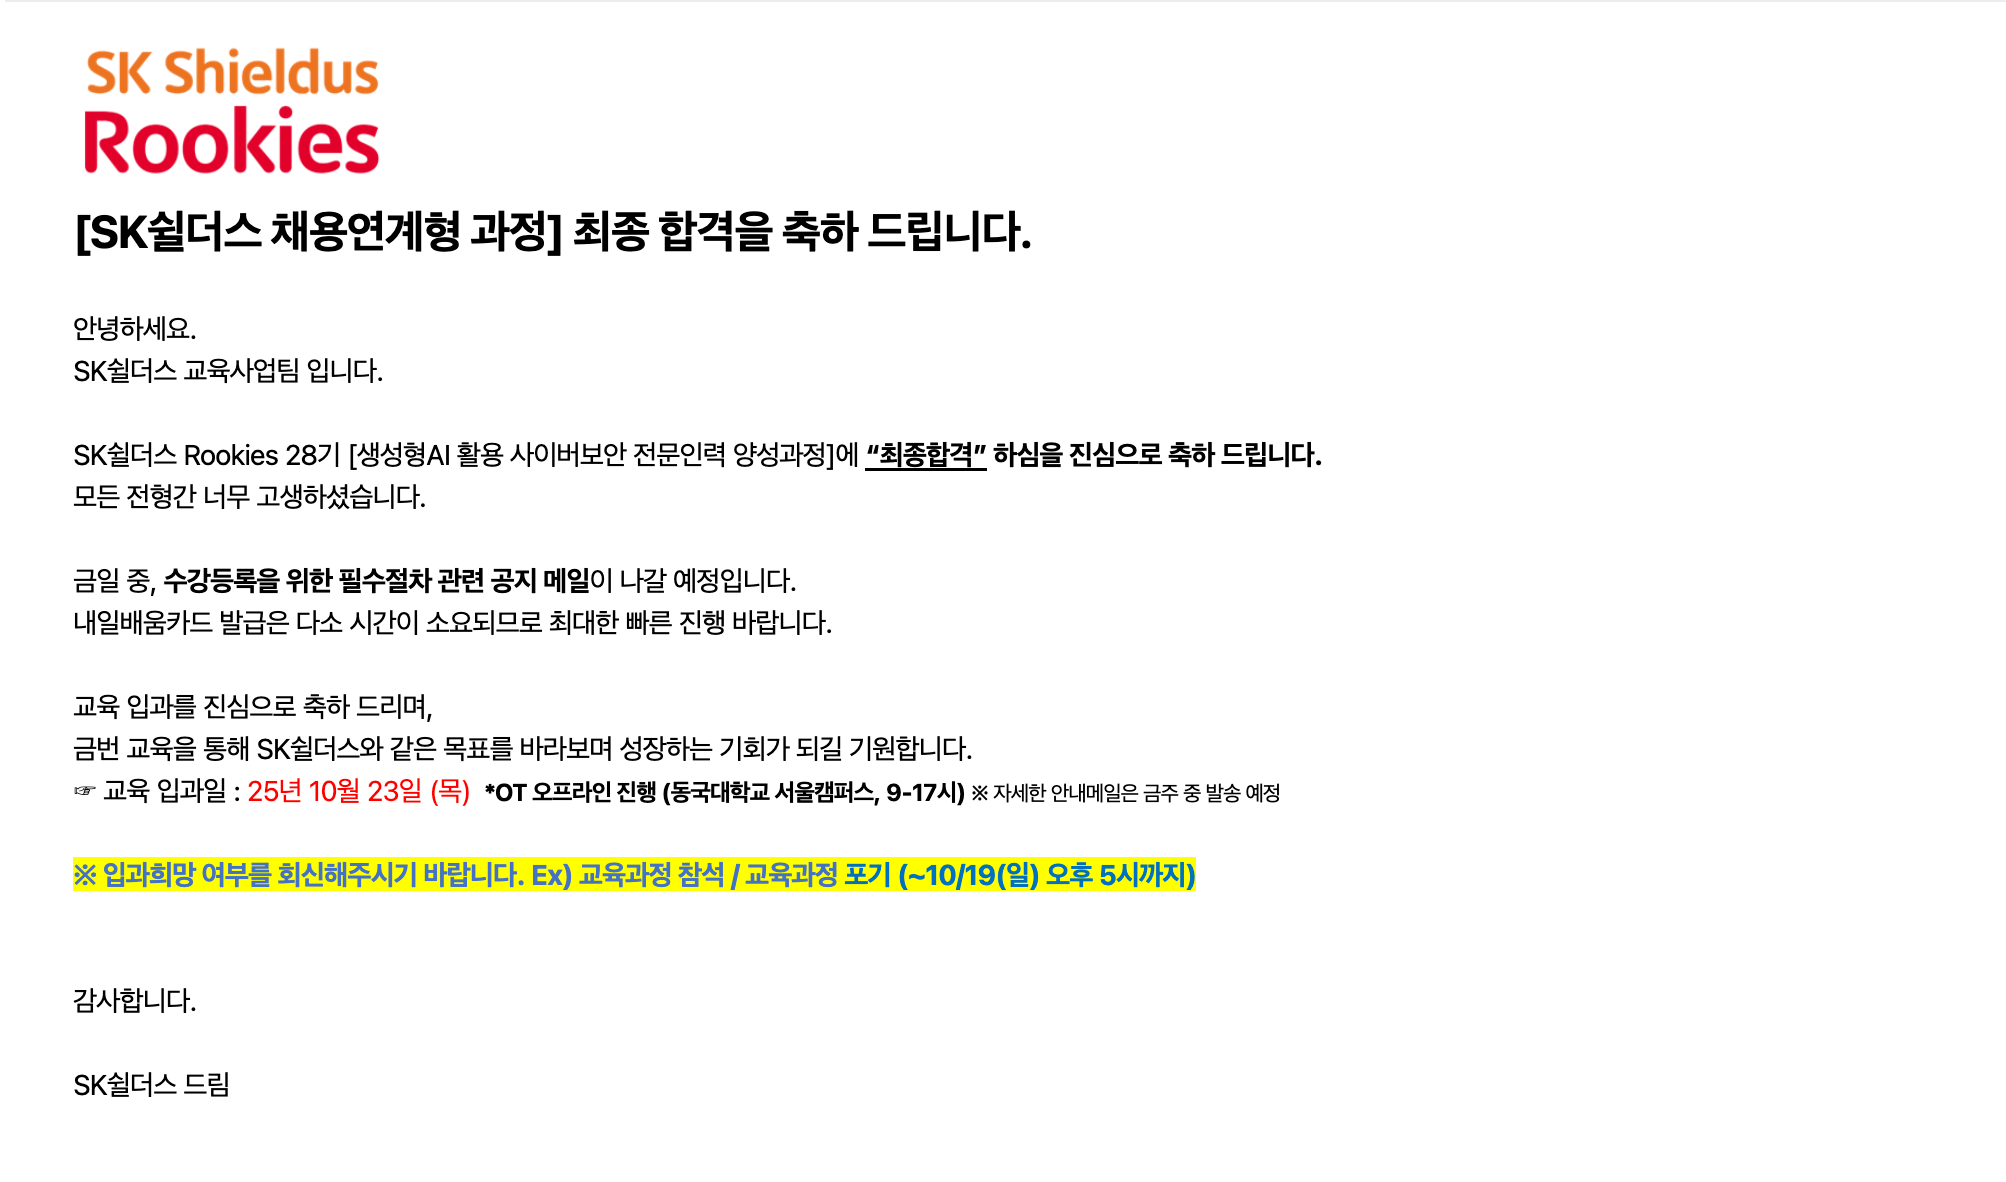 SK Shieldus
Rookies
[SK쉴더스 채용연계형 과정] 최종 합격을 축하 드립니다.
안녕하세요.
SK쉴더스 교육사업팀 입니다.
SK쉴더스 Rookies 28기 [생성형AI 활용 사이버보안 전문인력 양성과정]에 “최종합격” 하심을 진심으로 축하 드립니다.
모든 전형간 너무 고생하셨습니다.
금일 중, 수강등록을 위한 필수절차 관련 공지 메일이 나갈 예정입니다.
내일배움카드 발급은 다소 시간이 소요되므로 최대한 빠른 진행 바랍니다.
교육 입과를 진심으로 축하 드리며,
금번 교육을 통해 SK쉴더스와 같은 목표를 바라보며 성장하는 기회가 되길 기원합니다.
☞ 교육 입과일 : 25년 10월 23일 (목) *OT 오프라인 진행 (동국대학교 서울캠퍼스, 9-17시) ※ 자세한 안내메일은 금주 중 발송 예정
※ 입과희망 여부를 회신해주시기 바랍니다. Ex) 교육과정 참석 / 교육과정 포기 (~10/19(일) 오후 5시까지)
감사합니다.
SK쉴더스 드림